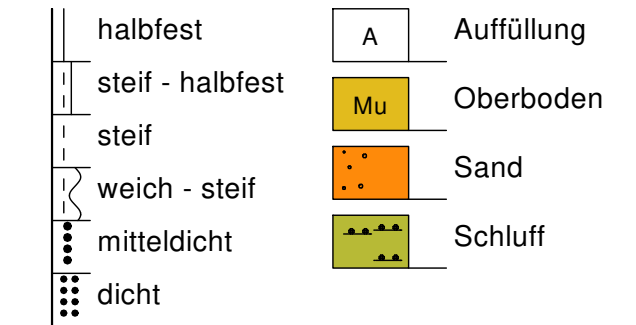 halbfest
steif - halbfest
steif
weich - steif
mitteldicht
dicht
A Auffüllung
Mu Oberboden
Sand
Schluff